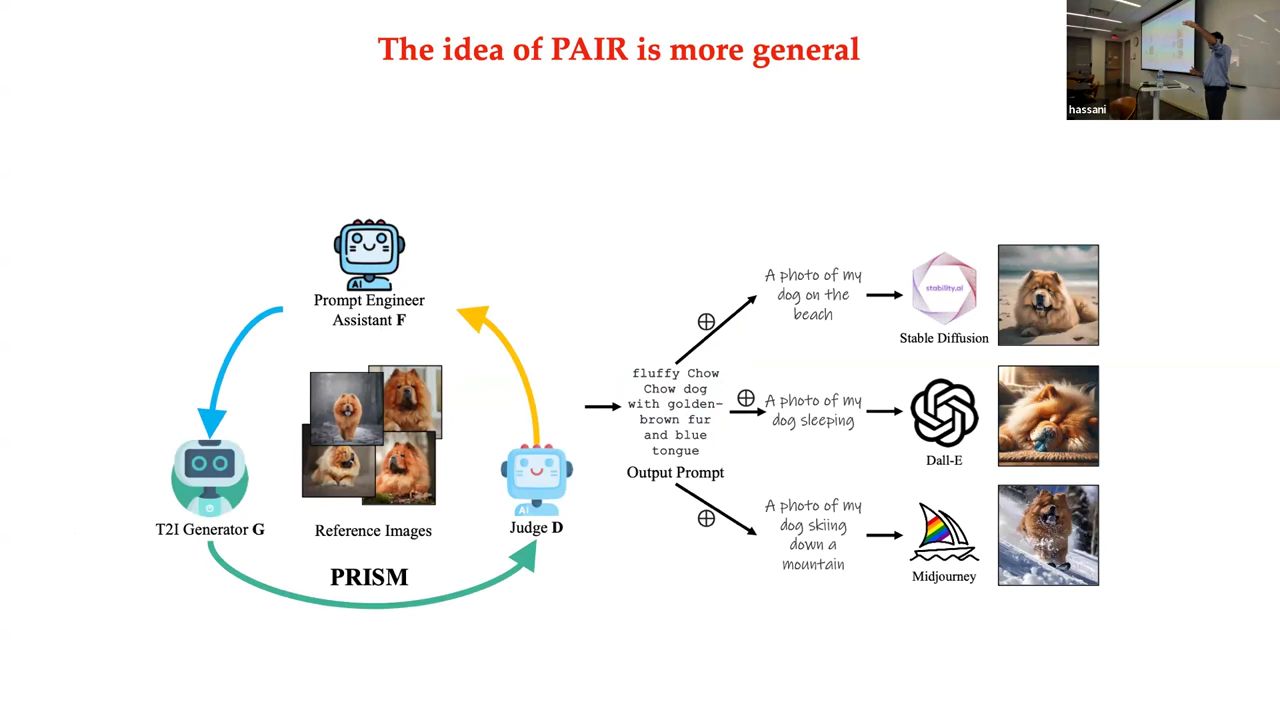 The idea of PAIR is more general
hassani
AI
Prompt Engineer
Assistant F
T2I Generator G
Reference Images
AI
Judge D
PRISM
fluffy Chow
Chow dog
with golden-
brown fur
and blue
tongue
Output Prompt
A photo of my
dog on the
beach
stability.ai
Stable Diffusion
A photo of my
dog sleeping
Dall-E
A photo of my
dog skiing
down a
mountain
Midjourney